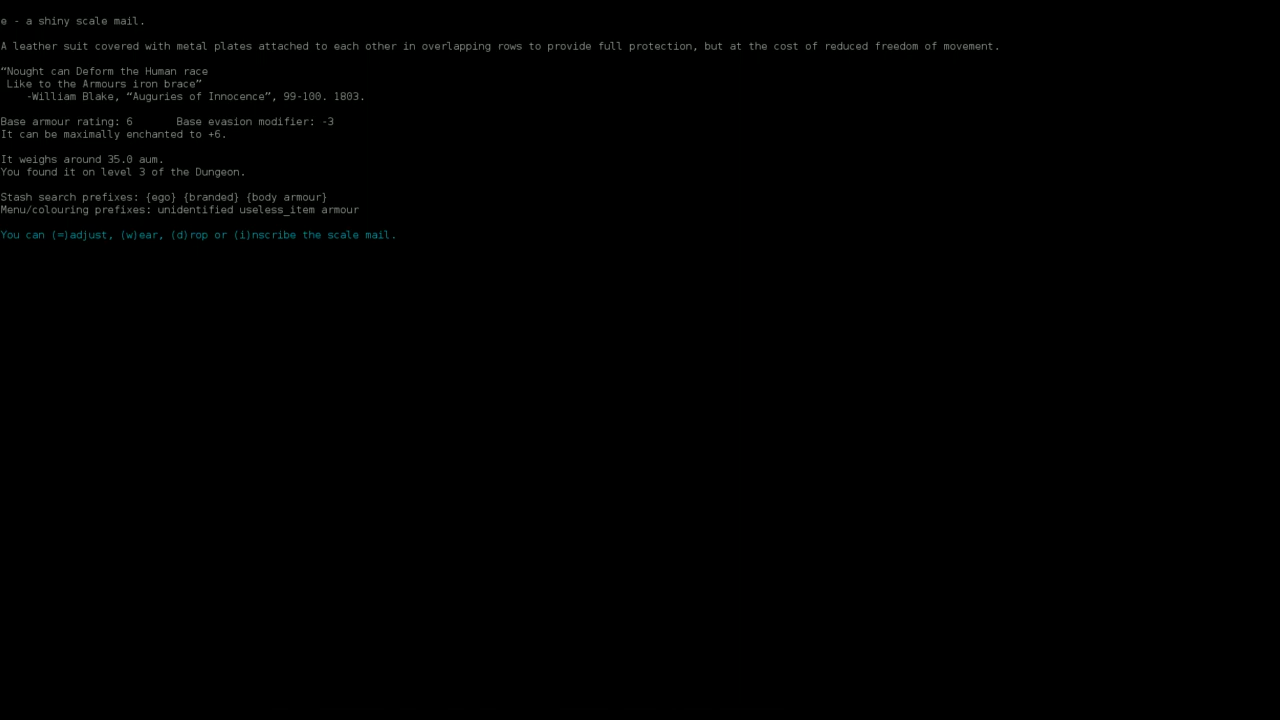 e - a shiny scale mail.
A leather suit covered with metal plates attached to each other in overlapping rows to provide full protection, but at the cost of reduced freedom of movement.
“Nought can Deform the Human race
Like to the Armours iron brace”
-William Blake, “Auguries of Innocence”, 99-100. 1803.
Base armour rating: 6       Base evasion modifier: -3
It can be maximally enchanted to +6.
It weighs around 35.0 aum.
You found it on level 3 of the Dungeon.
Stash search prefixes: {ego} {branded} {body armour}
Menu/colouring prefixes: unidentified useless_item armour
You can (=)adjust, (w)ear, (d)rop or (i)nscribe the scale mail.